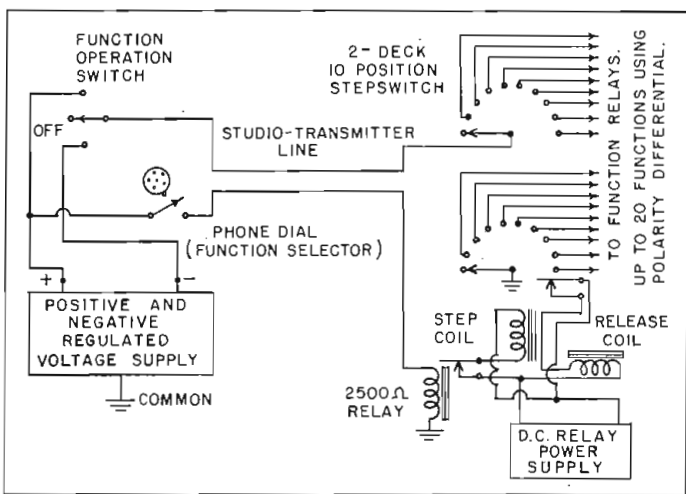 FUNCTION
OPERATION
SWITCH
OFF
2-DECK
10 POSITION
STEPSWITCH
STUDIO-TRANSMITTER
LINE
PHONE DIAL
(FUNCTION SELECTOR)
+
-
POSITIVE AND
NEGATIVE
REGULATED
VOLTAGE SUPPLY
COMMON
2500Ω
RELAY
STEP
COIL
RELEASE
COIL
D.C. RELAY
POWER
SUPPLY
TO FUNCTION RELAYS.
UP TO 20 FUNCTIONS USING
POLARITY DIFFERENTIAL.